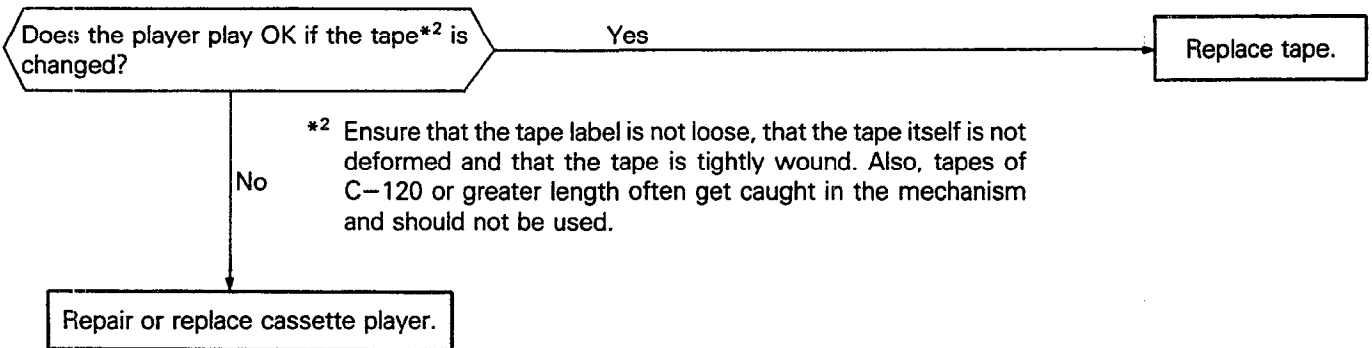 Does the player play OK if the tape*2 is
changed?
Yes
Replace tape.
*2 Ensure that the tape label is not loose, that the tape itself is not
deformed and that the tape is tightly wound. Also, tapes of
C-120 or greater length often get caught in the mechanism
and should not be used.
No
Repair or replace cassette player.